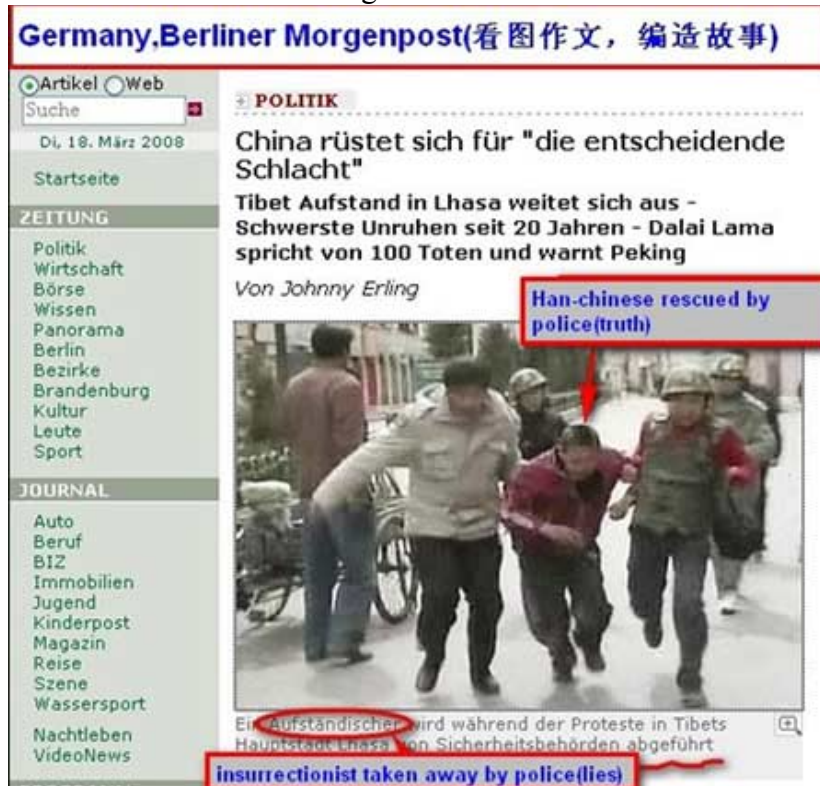 Germany,Berliner Morgenpost(看图作文，编造故事)
Artikel Web
Suche
Di, 18. März 2008
Startseite
ZEITUNG
Politik
Wirtschaft
Börse
Wissen
Panorama
Berlin
Bezirke
Brandenburg
Kultur
Leute
Sport
JOURNAL
Auto
Beruf
BIZ
Immobilien
Jugend
Kinderpost
Magazin
Reise
Szene
Wassersport
Nachtleben
VideoNews
POLITIK
China rüstet sich für "die entscheidende
Schlacht"
Tibet Aufstand in Lhasa weitet sich aus -
Schwerste Unruhen seit 20 Jahren - Dalai Lama
spricht von 100 Toten und warnt Peking
Von Johnny Erling
Han-chinese rescued by
police(truth)
Ein Aufständischer wird während der Proteste in Tibets
Hauptstadt Lhasa von Sicherheitsbehörden abgeführt
insurrectionist taken away by police(lies)